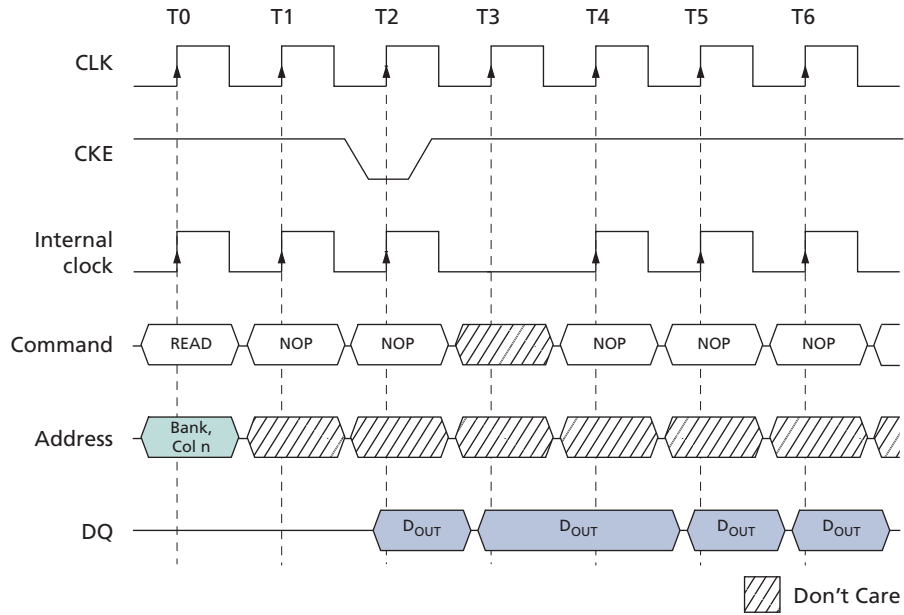 T0 T1 T2 T3 T4 T5 T6
CLK
CKE
Internal
clock
Command READ NOP NOP NOP NOP NOP
Address Bank,
Col n
DQ DOUT DOUT DOUT DOUT
Don't Care